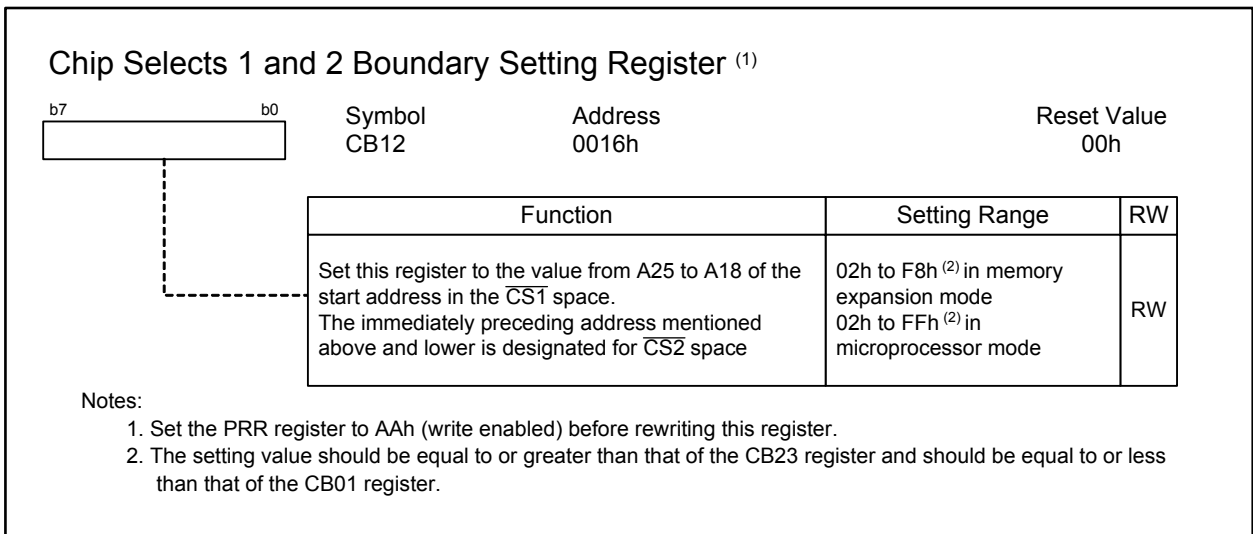 Chip Selects 1 and 2 Boundary Setting Register (1)
b7 b0 Symbol Address Reset Value
CB12 0016h 00h
Function Setting Range RW
Set this register to the value from A25 to A18 of the
start address in the CS1 space.
The immediately preceding address mentioned
above and lower is designated for CS2 space
02h to F8h (2) in memory
expansion mode
02h to FFh (2) in
microprocessor mode
RW
Notes:
1. Set the PRR register to AAh (write enabled) before rewriting this register.
2. The setting value should be equal to or greater than that of the CB23 register and should be equal to or less
than that of the CB01 register.